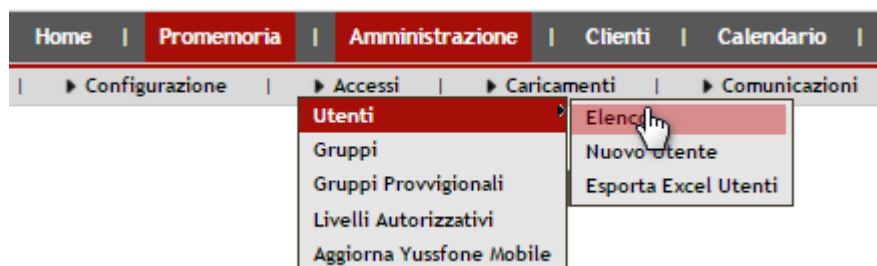 Home | Promemoria | Amministrazione | Clienti | Calendario |
| Configurazione | Accessi | Caricamenti | Comunicazioni
Utenti
Elenco
Gruppi
Nuovo Utente
Gruppi Provvigionali
Esporta Excel Utenti
Livelli Autorizzativi
Aggiorna Yussfone Mobile